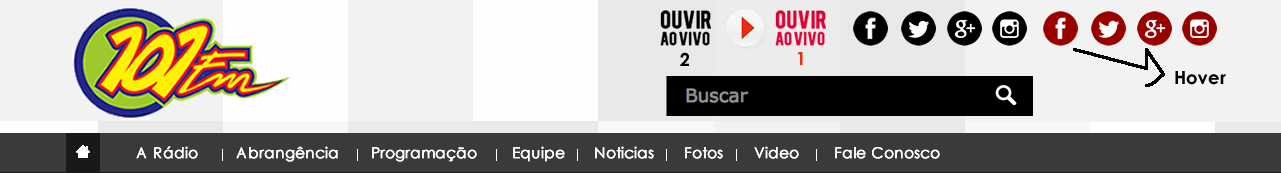 101 Fm
OUVIR
AO VIVO
2
OUVIR
AO VIVO
1
f g+ f g+
Hover
Buscar
A Rádio | Abrangência | Programação | Equipe | Noticias | Fotos | Video | Fale Conosco